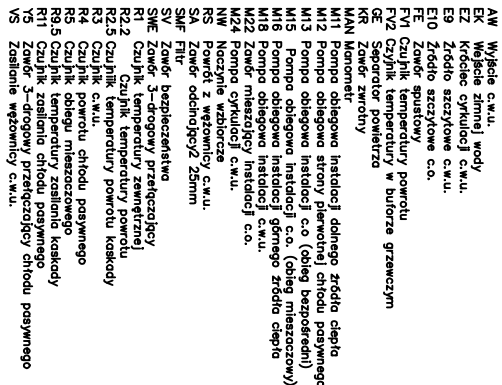 AW Wyjście c.w.u.
Wejście zimnej wody
EZ Króciec cyrkulacji c.w.u.
E9 Źródło szczytowe c.w.u.
E10 Źródło szczytowe c.o.
FE Zawór spustowy
FV1 Czujnik temperatury powrotu
FV2 Czyjnik temperatury w buforze grzewczym
GE Separator powietrza
KR Zawór zwrotny
MAN Manometr
M11 Pompa obiegowa instalacji dolnego źródła ciepła
M12 Pompa obiegowa strony pierwotnej chłodu pasywnego
M13 Pompa obiegowa instalacji c.o (obieg bezpośredni)
M15 Pompa obiegowa instalacji c.o. (obieg mieszaczowy)
M16 Pompa obiegowa instalacji górnego źródła ciepła
M18 Pompa obiegowa instalacji c.w.u.
M22 Zawór mieszający instalacji c.o.
M24 Pompa cyrkulacji c.w.u.
NW Naczynie wzbiorcze
RS Powrót z wężownicy c.w.u.
SA Zawór odcinający2 25mm
SMF Filtr
SV Zawór bezpieczeństwa
SWE Zawór 3-drogowy przełączający
R1 Czujnik temperatury zewnętrznej
R2.2 Czujnik temperatury powrotu
R2.5 Czujnik temperatury powrotu kaskady
R3 Czujnik c.w.u.
R4 Czujnik powrotu chłodu pasywnego
R5 Czujnik obiegu mieszaczowego
R9.5 Czujnik temperatury zasilania kaskady
R11 Czujnik zasilania chłodu pasywnego
Y5 Zawór 3-drogowy przełączający chłodu pasywnego
VS Zasilanie wężownicy c.w.u.